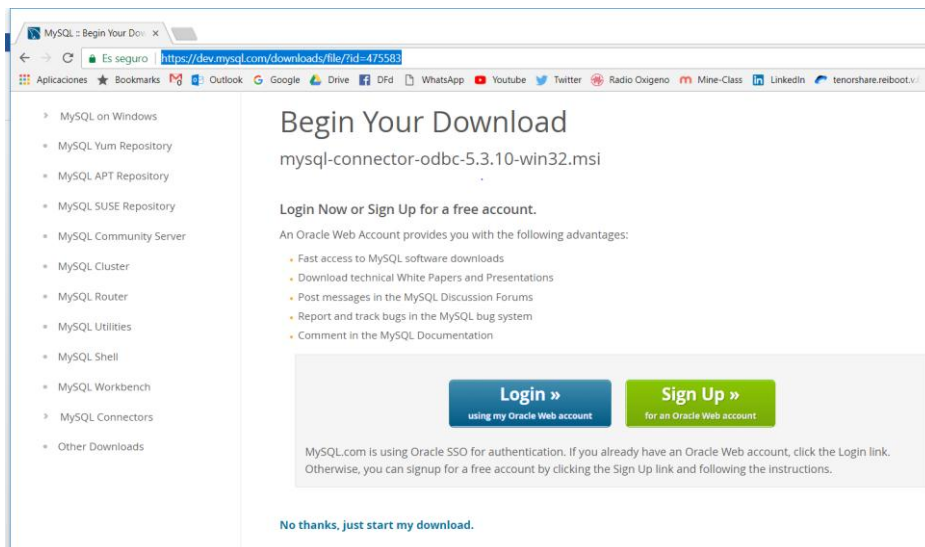 MySQL :: Begin Your Dow
Es seguro | https://dev.mysql.com/downloads/file/?id=475583
Aplicaciones Bookmarks Outlook Google Drive DFd WhatsApp Youtube Twitter Radio Oxigeno Mine-Class LinkedIn tenorshare.reiboot.v.
MySQL on Windows
MySQL Yum Repository
MySQL APT Repository
MySQL SUSE Repository
MySQL Community Server
MySQL Cluster
MySQL Router
MySQL Utilities
MySQL Shell
MySQL Workbench
MySQL Connectors
Other Downloads
Begin Your Download
mysql-connector-odbc-5.3.10-win32.msi
Login Now or Sign Up for a free account.
An Oracle Web Account provides you with the following advantages:
Fast access to MySQL software downloads
Download technical White Papers and Presentations
Post messages in the MySQL Discussion Forums
Report and track bugs in the MySQL bug system
Comment in the MySQL Documentation
Login »
using my Oracle Web account
Sign Up »
for an Oracle Web account
MySQL.com is using Oracle SSO for authentication. If you already have an Oracle Web account, click the Login link.
Otherwise, you can signup for a free account by clicking the Sign Up link and following the instructions.
No thanks, just start my download.